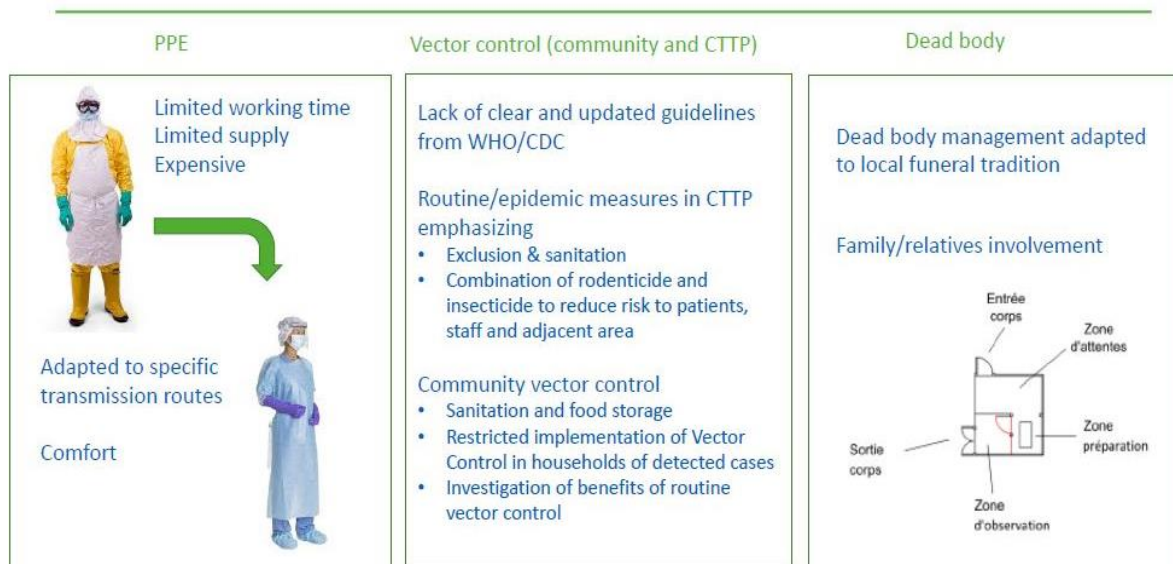 PPE
Vector control (community and CTTP)
Dead body
Limited working time
Limited supply
Expensive
Adapted to specific
transmission routes
Comfort
Lack of clear and updated guidelines
from WHO/CDC
Routine/epidemic measures in CTTP
emphasizing
• Exclusion & sanitation
• Combination of rodenticide and
insecticide to reduce risk to patients,
staff and adjacent area
Community vector control
• Sanitation and food storage
• Restricted implementation of Vector
Control in households of detected cases
• Investigation of benefits of routine
vector control
Dead body management adapted
to local funeral tradition
Family/relatives involvement
Entrée
corps
Zone
d'attentes
Zone
préparation
Sortie
corps
Zone
d'observation